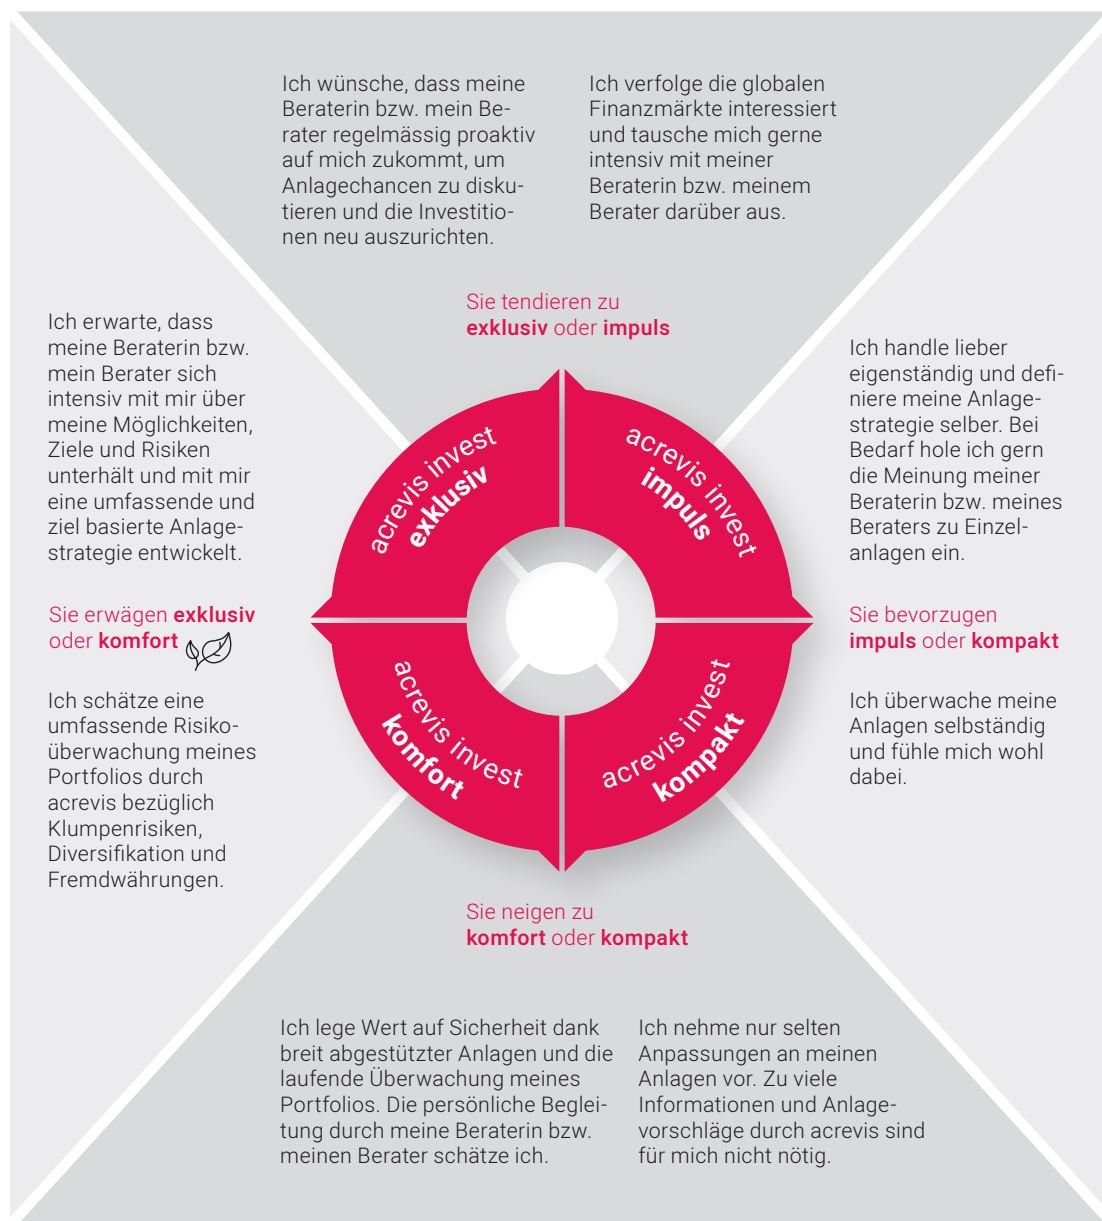 Ich wünsche, dass meine
Beraterin bzw. mein Be-
rater regelmässig proaktiv
auf mich zukommt, um
Anlagechancen zu disku-
tieren und die Investitio-
nen neu auszurichten.
Ich verfolge die globalen
Finanzmärkte interessiert
und tausche mich gerne
intensiv mit meiner
Beraterin bzw. meinem
Berater darüber aus.
Sie tendieren zu
exklusiv oder impuls
Ich erwarte, dass
meine Beraterin bzw.
mein Berater sich
intensiv mit mir über
meine Möglichkeiten,
Ziele und Risiken
unterhält und mit mir
eine umfassende und
ziel basierte Anlage-
strategie entwickelt.
Sie erwägen exklusiv
oder komfort
Ich schätze eine
umfassende Risiko-
überwachung meines
Portfolios durch
acrevis bezüglich
Klumpenrisiken,
Diversifikation und
Fremdwährungen.
acrevis invest
exklusiv
acrevis invest
impuls
acrevis invest
komfort
acrevis invest
kompakt
Ich handle lieber
eigenständig und defi-
niere meine Anlage-
strategie selber. Bei
Bedarf hole ich gern
die Meinung meiner
Beraterin bzw. meines
Beraters zu Einzel-
anlagen ein.
Sie bevorzugen
impuls oder kompakt
Ich überwache meine
Anlagen selbständig
und fühle mich wohl
dabei.
Sie neigen zu
komfort oder kompakt
Ich lege Wert auf Sicherheit dank
breit abgestützter Anlagen und die
laufende Überwachung meines
Portfolios. Die persönliche Beglei-
tung durch meine Beraterin bzw.
meinen Berater schätze ich.
Ich nehme nur selten
Anpassungen an meinen
Anlagen vor. Zu viele
Informationen und Anlage-
vorschläge durch acrevis sind
für mich nicht nötig.